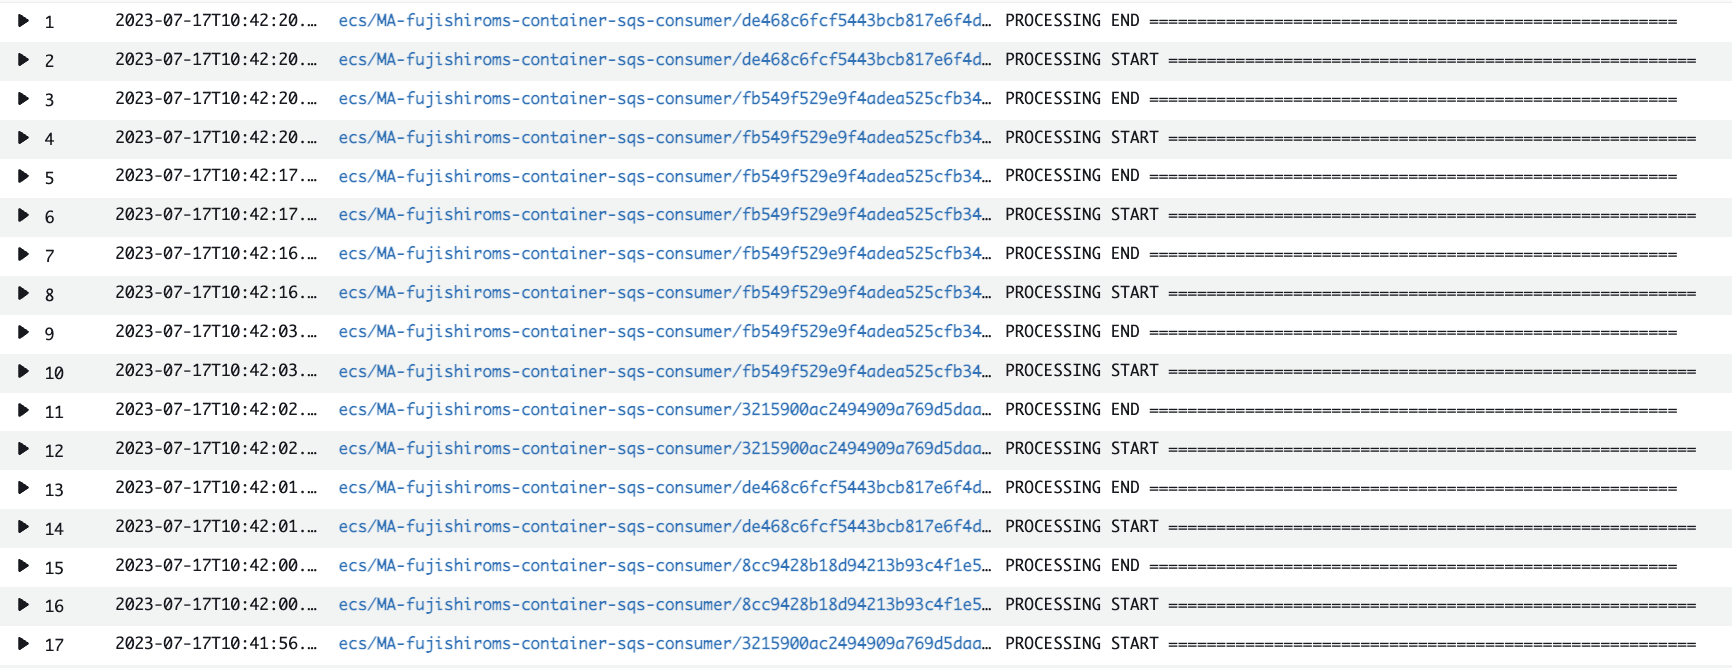 1 2023-07-17T10:42:20.… ecs/MA-fujishiroms-container-sqs-consumer/de468c6fcf5443bcb817e6f4d… PROCESSING END =======================================================
2 2023-07-17T10:42:20.… ecs/MA-fujishiroms-container-sqs-consumer/de468c6fcf5443bcb817e6f4d… PROCESSING START =======================================================
3 2023-07-17T10:42:20.… ecs/MA-fujishiroms-container-sqs-consumer/fb549f529e9f4adea525cfb34… PROCESSING END =======================================================
4 2023-07-17T10:42:20.… ecs/MA-fujishiroms-container-sqs-consumer/fb549f529e9f4adea525cfb34… PROCESSING START =======================================================
5 2023-07-17T10:42:17.… ecs/MA-fujishiroms-container-sqs-consumer/fb549f529e9f4adea525cfb34… PROCESSING END =======================================================
6 2023-07-17T10:42:17.… ecs/MA-fujishiroms-container-sqs-consumer/fb549f529e9f4adea525cfb34… PROCESSING START =======================================================
7 2023-07-17T10:42:16.… ecs/MA-fujishiroms-container-sqs-consumer/fb549f529e9f4adea525cfb34… PROCESSING END =======================================================
8 2023-07-17T10:42:16.… ecs/MA-fujishiroms-container-sqs-consumer/fb549f529e9f4adea525cfb34… PROCESSING START =======================================================
9 2023-07-17T10:42:03.… ecs/MA-fujishiroms-container-sqs-consumer/fb549f529e9f4adea525cfb34… PROCESSING END =======================================================
10 2023-07-17T10:42:03.… ecs/MA-fujishiroms-container-sqs-consumer/fb549f529e9f4adea525cfb34… PROCESSING START =======================================================
11 2023-07-17T10:42:02.… ecs/MA-fujishiroms-container-sqs-consumer/3215900ac2494909a769d5daa… PROCESSING END =======================================================
12 2023-07-17T10:42:02.… ecs/MA-fujishiroms-container-sqs-consumer/3215900ac2494909a769d5daa… PROCESSING START =======================================================
13 2023-07-17T10:42:01.… ecs/MA-fujishiroms-container-sqs-consumer/de468c6fcf5443bcb817e6f4d… PROCESSING END =======================================================
14 2023-07-17T10:42:01.… ecs/MA-fujishiroms-container-sqs-consumer/de468c6fcf5443bcb817e6f4d… PROCESSING START =======================================================
15 2023-07-17T10:42:00.… ecs/MA-fujishiroms-container-sqs-consumer/8cc9428b18d94213b93c4f1e5… PROCESSING END =======================================================
16 2023-07-17T10:42:00.… ecs/MA-fujishiroms-container-sqs-consumer/8cc9428b18d94213b93c4f1e5… PROCESSING START =======================================================
17 2023-07-17T10:41:56.… ecs/MA-fujishiroms-container-sqs-consumer/3215900ac2494909a769d5daa… PROCESSING START =======================================================